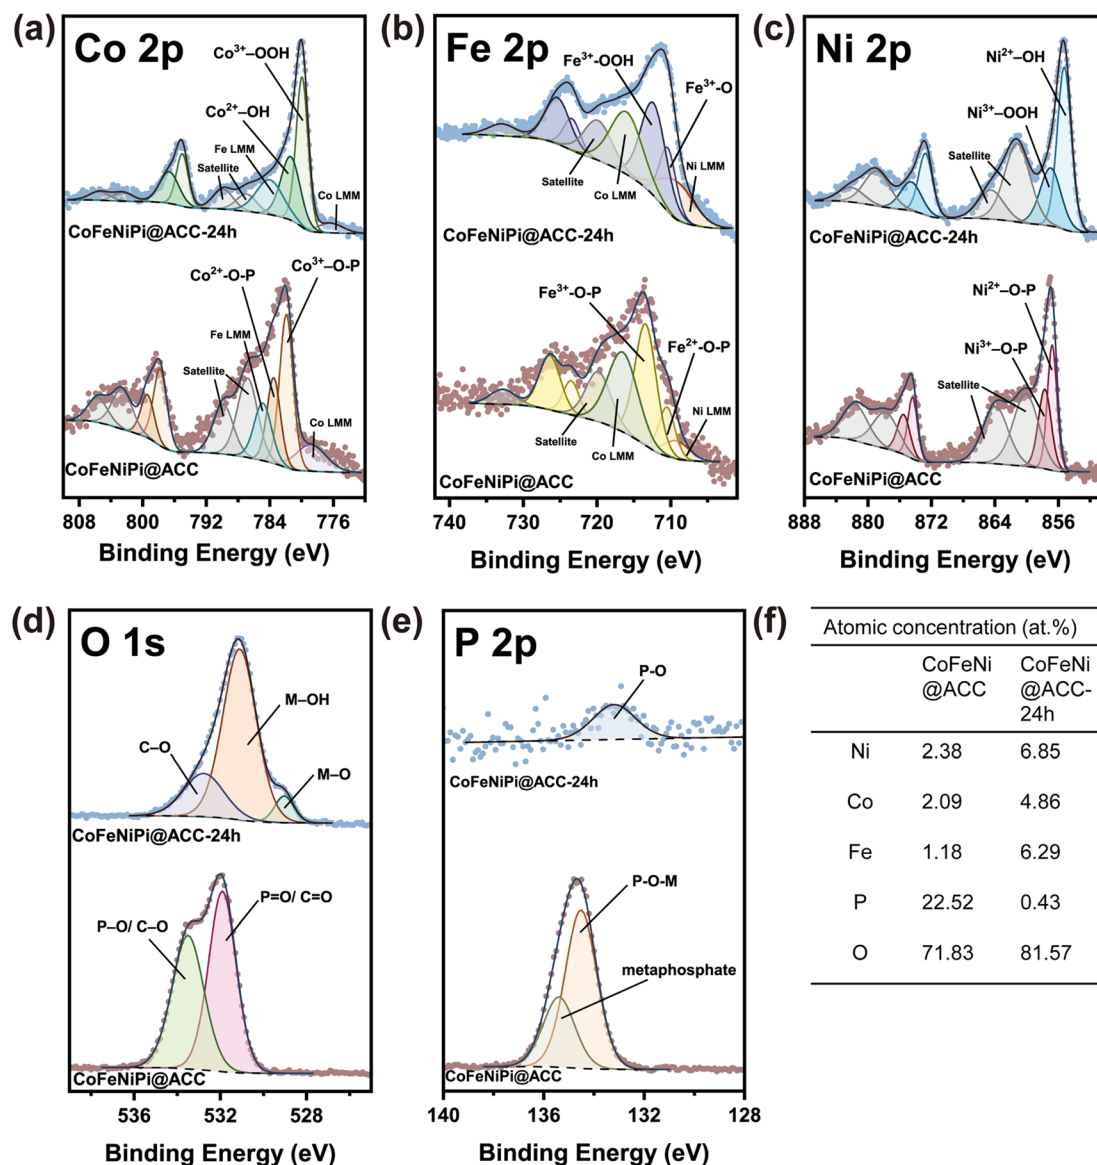 (a)
Co 2p
Co3+–OOH
Co2+–OH
Fe LMM
Satellite
Co LMM
CoFeNiPi@ACC-24h
Co2+-O-P
Co3+–O-P
Fe LMM
Satellite
Co LMM
CoFeNiPi@ACC
808 800 792 784 776
Binding Energy (eV)
(b)
Fe 2p
Fe3+-OOH
Fe3+-O
Ni LMM
Satellite
Co LMM
CoFeNiPi@ACC-24h
Fe3+-O-P
Fe2+-O-P
Ni LMM
Satellite
Co LMM
CoFeNiPi@ACC
740 730 720 710
Binding Energy (eV)
(c)
Ni 2p
Ni2+–OH
Ni3+–OOH
Satellite
CoFeNiPi@ACC-24h
Ni2+–O-P
Ni3+–O-P
Satellite
CoFeNiPi@ACC
888 880 872 864 856
Binding Energy (eV)
(d)
O 1s
M–OH
C–O
M–O
CoFeNiPi@ACC-24h
P=O/ C=O
P–O/ C–O
CoFeNiPi@ACC
536 532 528
Binding Energy (eV)
(e)
P 2p
P-O
CoFeNiPi@ACC-24h
P-O-M
metaphosphate
CoFeNiPi@ACC
140 136 132 128
Binding Energy (eV)
(f)
Atomic concentration (at.%)
CoFeNi CoFeNi
@ACC @ACC-
24h
Ni 2.38 6.85
Co 2.09 4.86
Fe 1.18 6.29
P 22.52 0.43
O 71.83 81.57